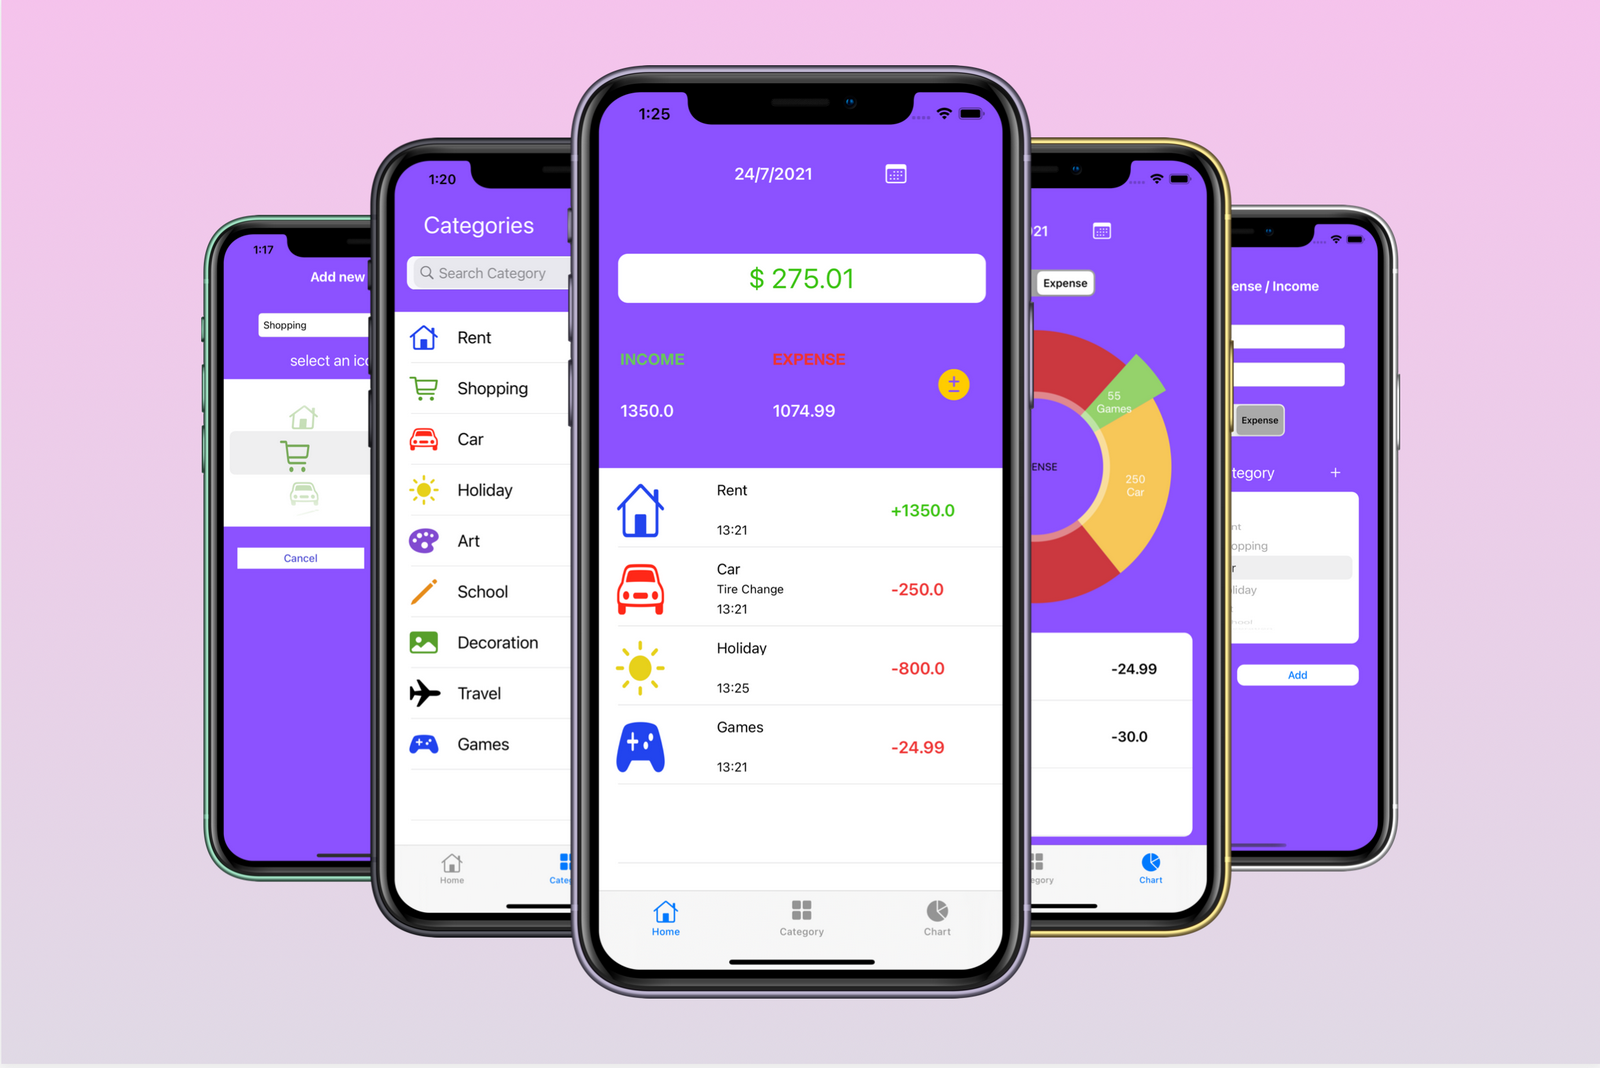 1:17
Add new
Shopping
select an ico
Cancel
1:20
Categories
Search Category
Rent
Shopping
Car
Holiday
Art
School
Decoration
Travel
Games
Home
Categ
1:25
24/7/2021
$ 275.01
INCOME
EXPENSE
1350.0
1074.99
Rent
13:21
+1350.0
Car
Tire Change
13:21
-250.0
Holiday
13:25
-800.0
Games
13:21
-24.99
Home
Category
Chart
21
Expense
55
Games
250
Car
ENSE
-24.99
-30.0
egory
Chart
ense / Income
Expense
tegory
+
nt
opping
r
liday
Add